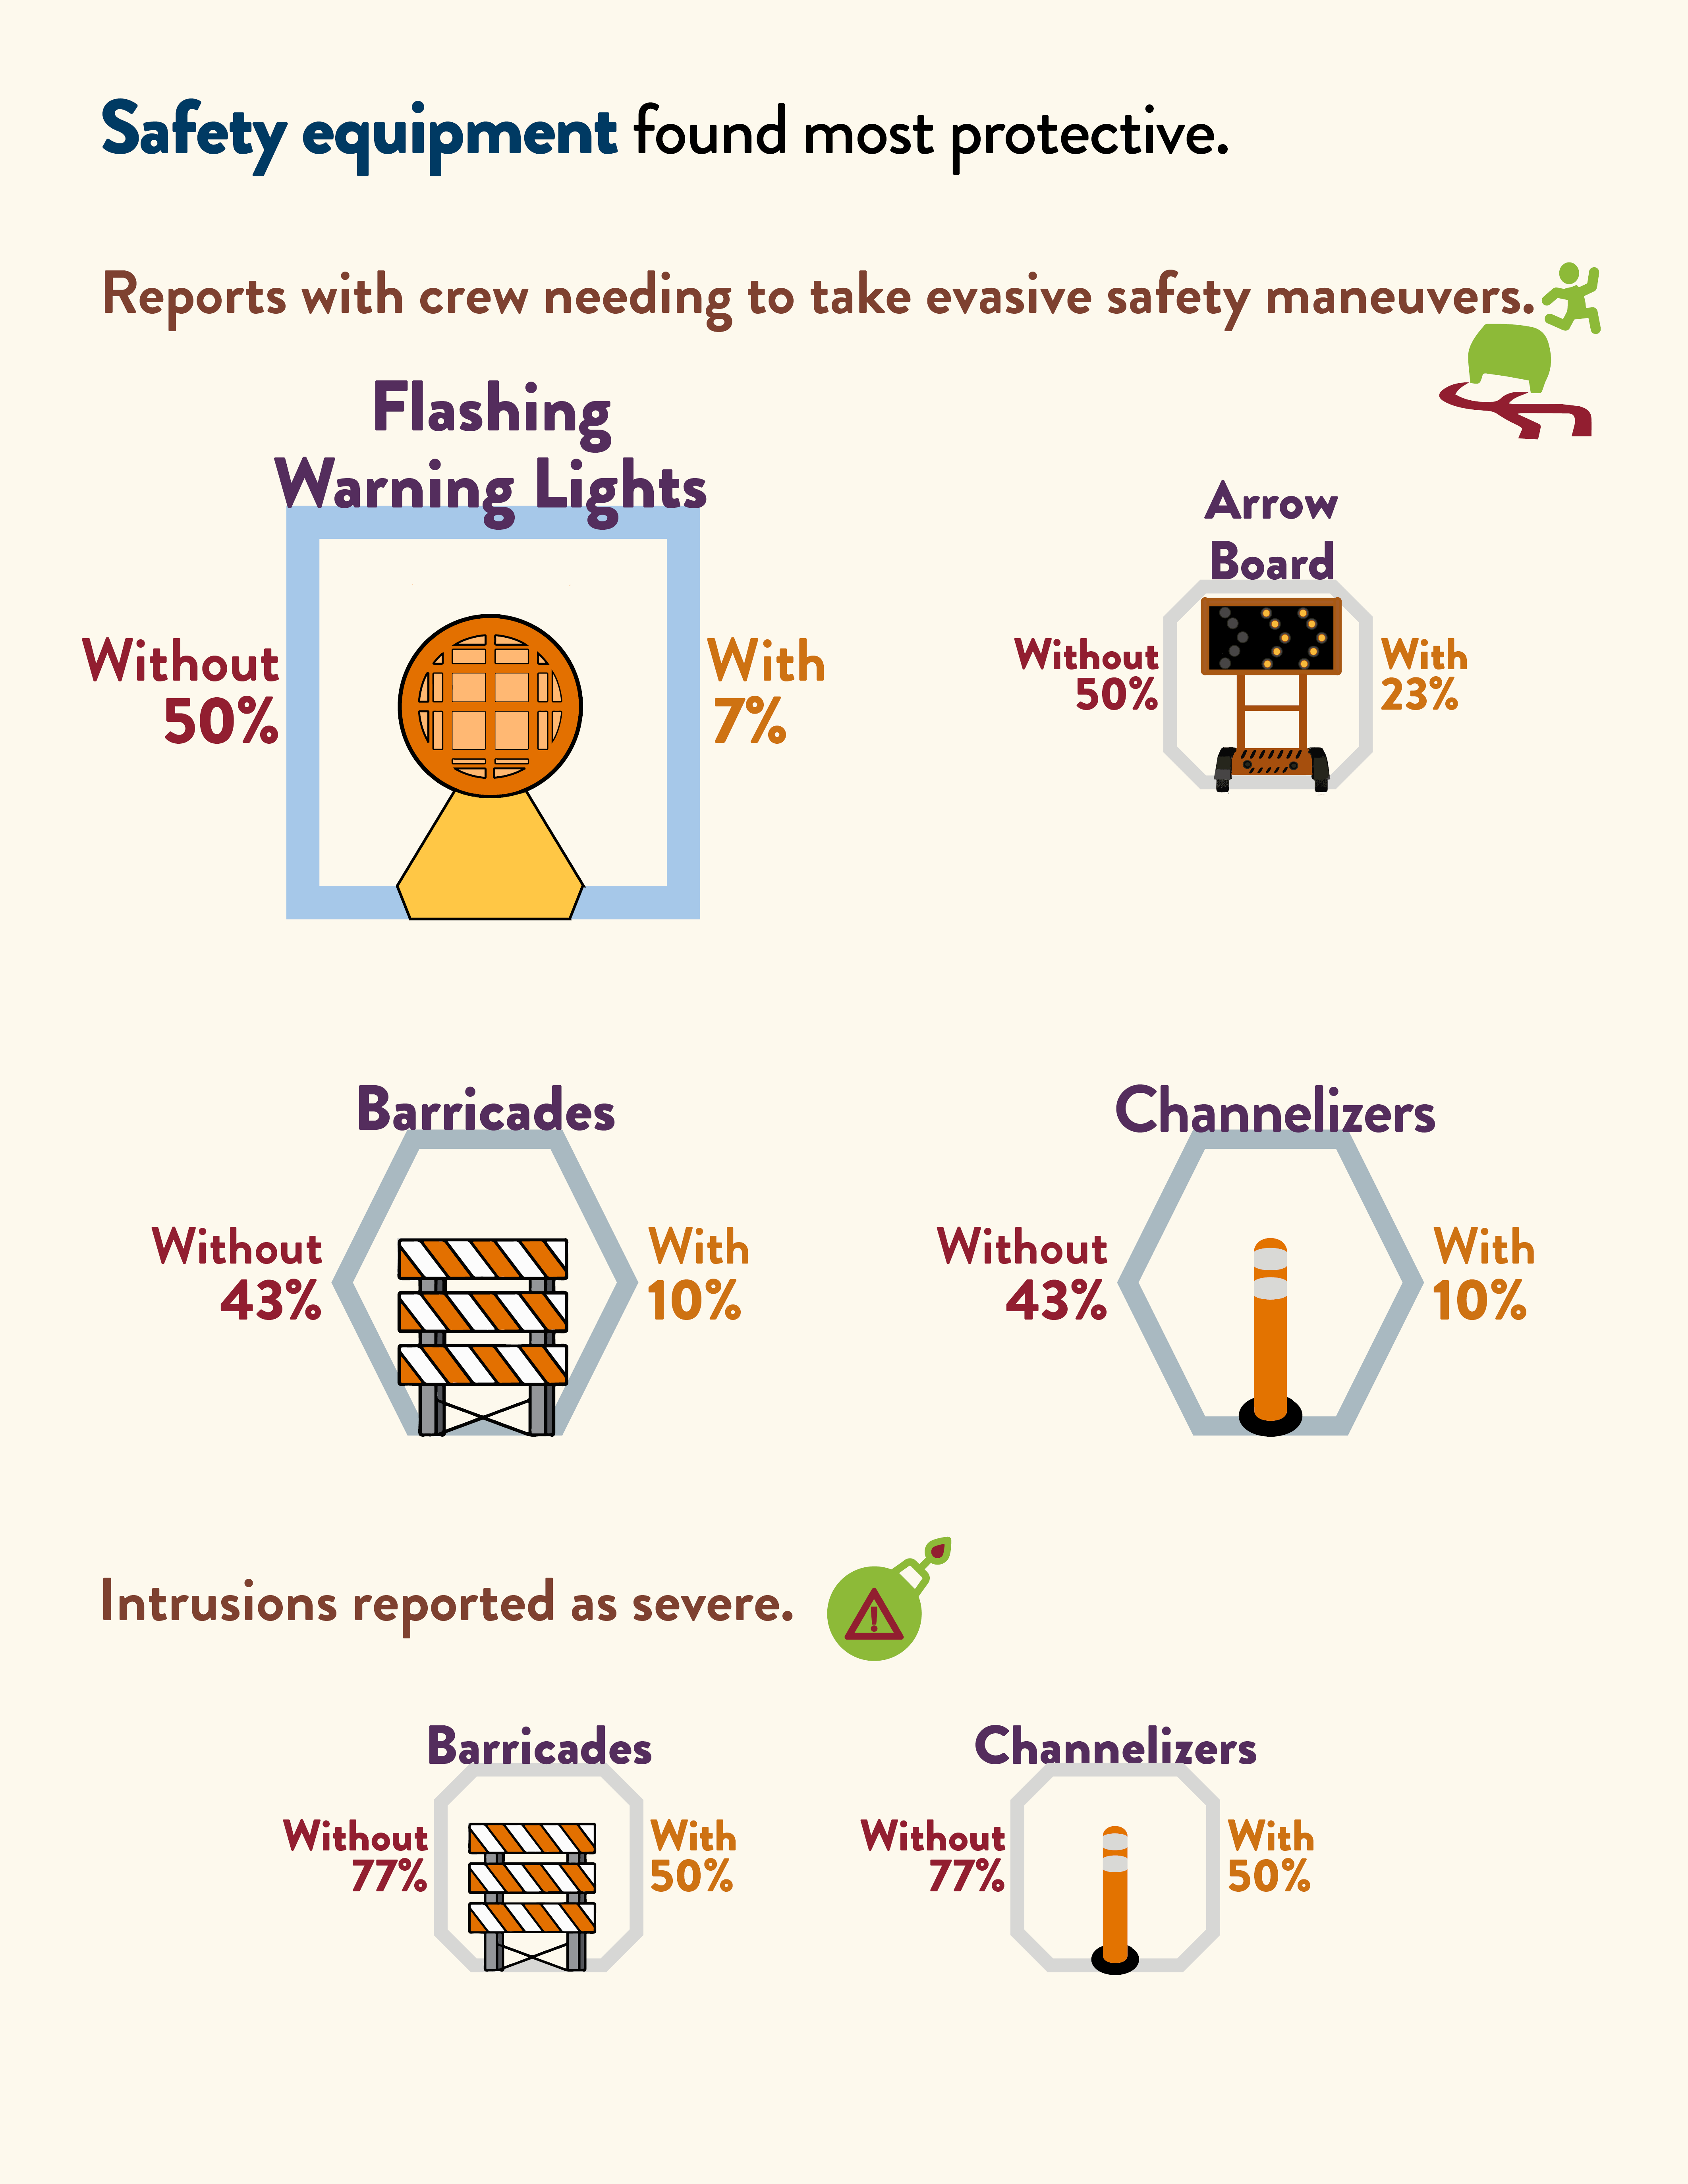 Safety equipment found most protective.
Reports with crew needing to take evasive safety maneuvers.
Flashing
Warning Lights
Without
50%
With
7%
Arrow
Board
Without
50%
With
23%
Barricades
Without
43%
With
10%
Channelizers
Without
43%
With
10%
Intrusions reported as severe.
!
Barricades
Without
77%
With
50%
Channelizers
Without
77%
With
50%